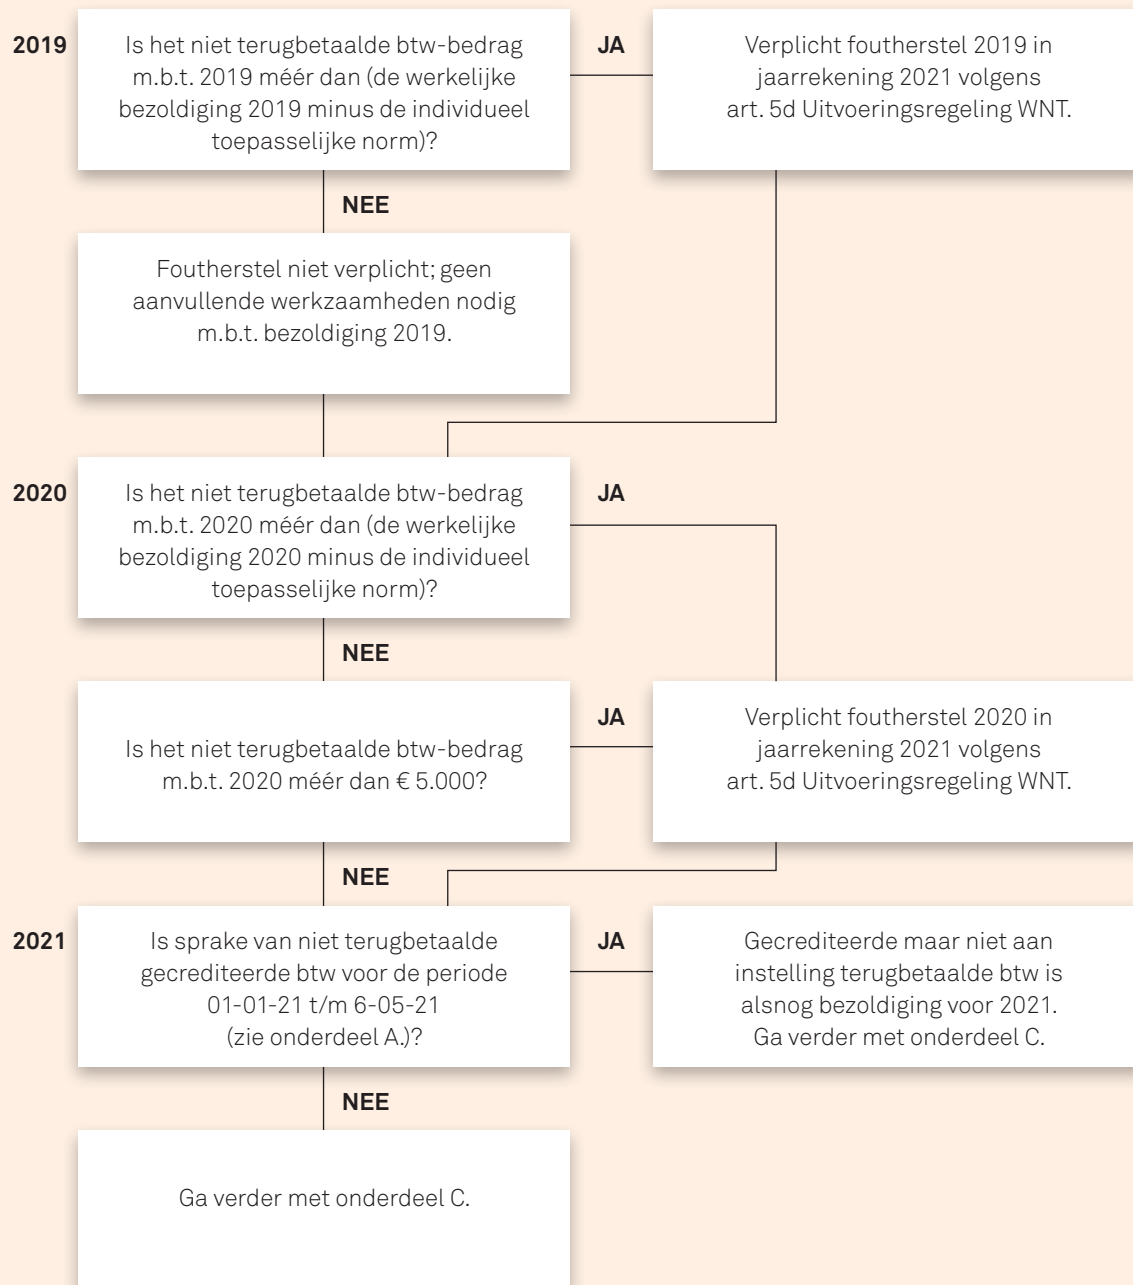 2019
Is het niet terugbetaalde btw-bedrag
m.b.t. 2019 méér dan (de werkelijke
bezoldiging 2019 minus de individueel
toepasselijke norm)?
JA
Verplicht foutherstel 2019 in
jaarrekening 2021 volgens
art. 5d Uitvoeringsregeling WNT.
NEE
Foutherstel niet verplicht; geen
aanvullende werkzaamheden nodig
m.b.t. bezoldiging 2019.
2020
Is het niet terugbetaalde btw-bedrag
m.b.t. 2020 méér dan (de werkelijke
bezoldiging 2020 minus de individueel
toepasselijke norm)?
JA
NEE
Is het niet terugbetaalde btw-bedrag
m.b.t. 2020 méér dan € 5.000?
JA
Verplicht foutherstel 2020 in
jaarrekening 2021 volgens
art. 5d Uitvoeringsregeling WNT.
NEE
2021
Is sprake van niet terugbetaalde
gecrediteerde btw voor de periode
01-01-21 t/m 6-05-21
(zie onderdeel A.)?
JA
Gecrediteerde maar niet aan
instelling terugbetaalde btw is
alsnog bezoldiging voor 2021.
Ga verder met onderdeel C.
NEE
Ga verder met onderdeel C.